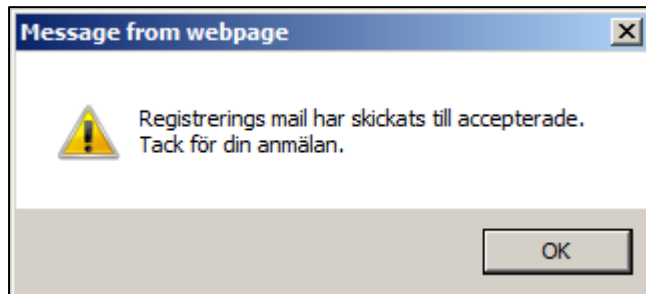 Message from webpage
Registrerings mail har skickats till accepterade.
Tack för din anmälan.
OK